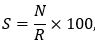 S = N/R × 100,